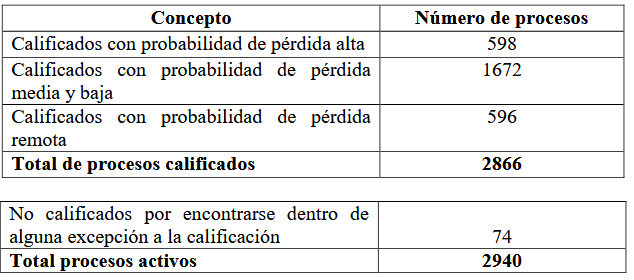 Concepto Número de procesos
Calificados con probabilidad de pérdida alta 598
Calificados con probabilidad de pérdida 1672
media y baja
Calificados con probabilidad de pérdida 596
remota
Total de procesos calificados 2866
No calificados por encontrarse dentro de
alguna excepción a la calificación 74
Total procesos activos 2940